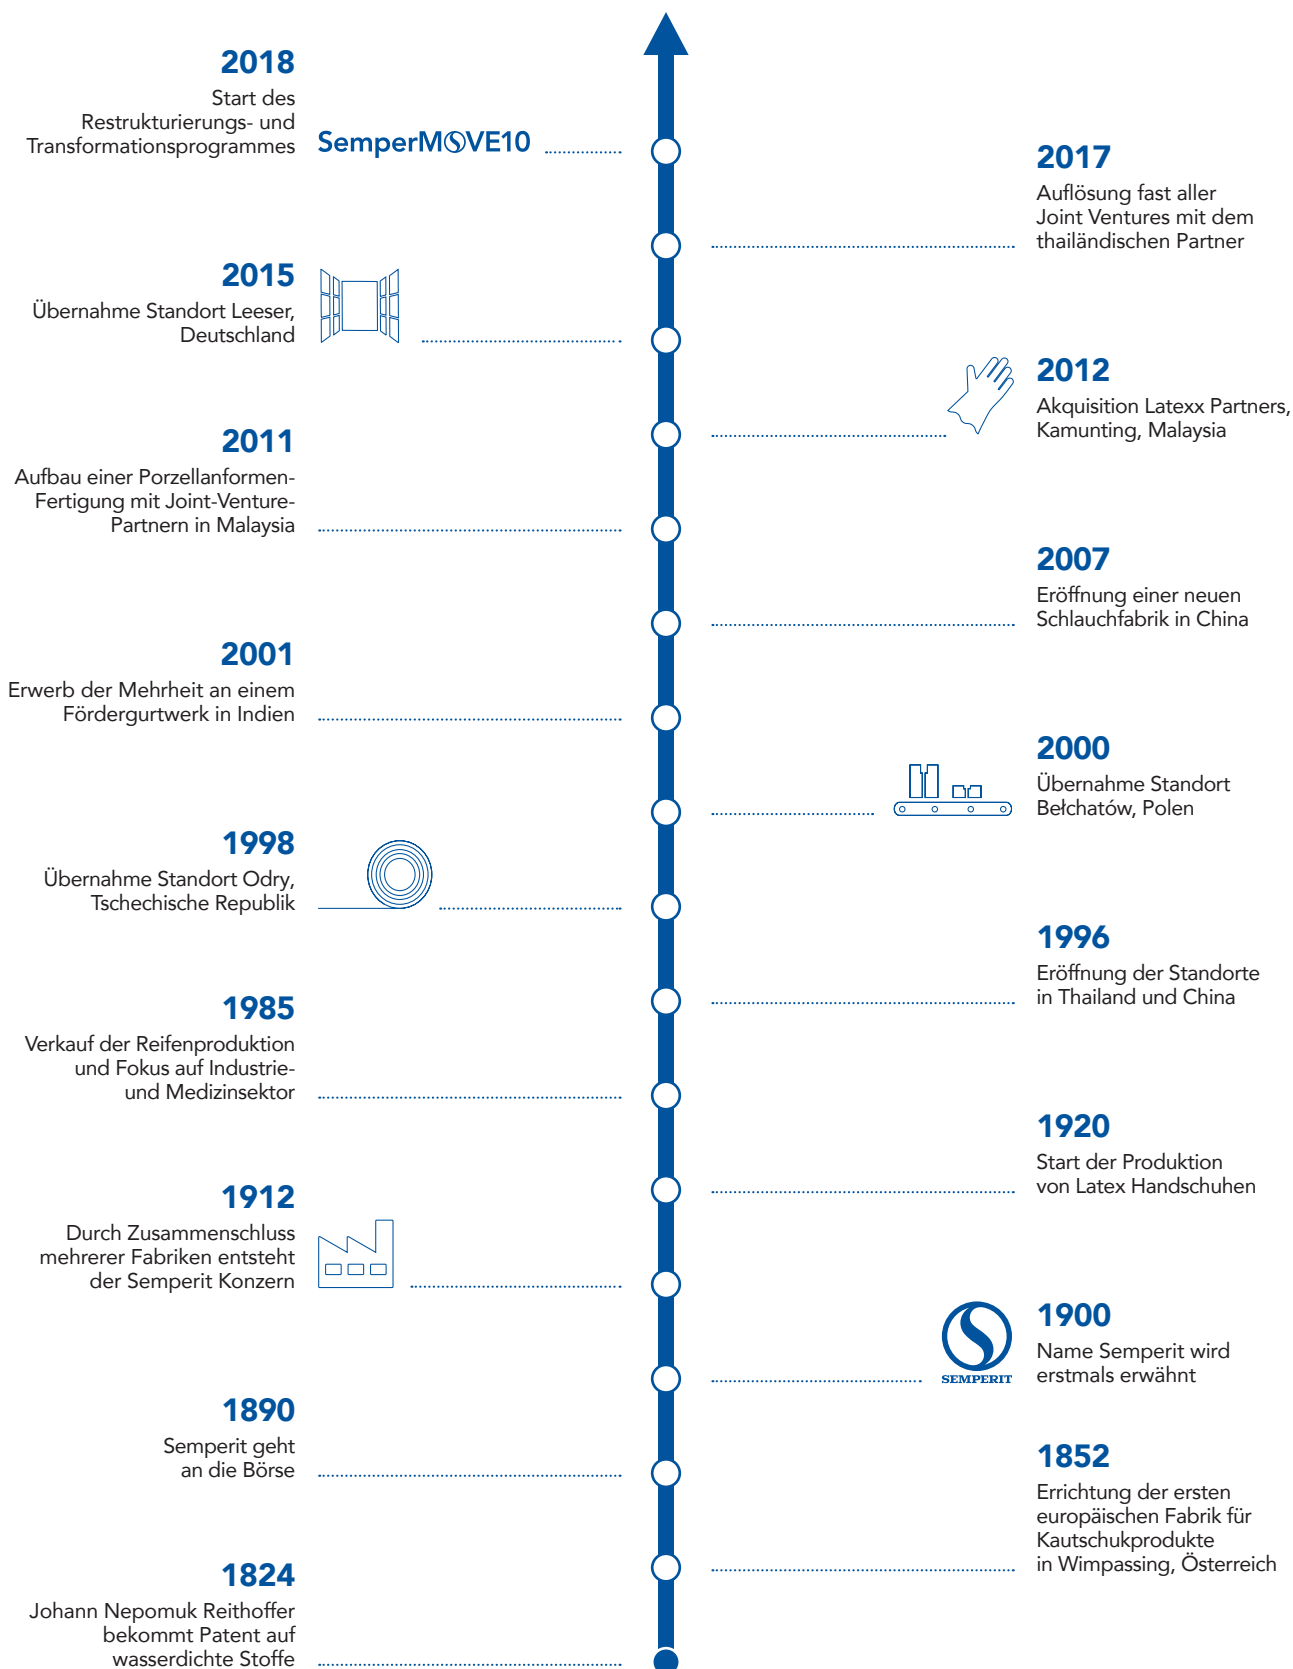 2018
Start des
Restrukturierungs- und
Transformationsprogrammes
SemperMOVE10
2017
Auflösung fast aller
Joint Ventures mit dem
thailändischen Partner
2015
Übernahme Standort Leeser,
Deutschland
2012
Akquisition Latexx Partners,
Kamunting, Malaysia
2011
Aufbau einer Porzellanformen-
Fertigung mit Joint-Venture-
Partnern in Malaysia
2007
Eröffnung einer neuen
Schlauchfabrik in China
2001
Erwerb der Mehrheit an einem
Fördergurtwerk in Indien
2000
Übernahme Standort
Bełchatów, Polen
1998
Übernahme Standort Odry,
Tschechische Republik
1996
Eröffnung der Standorte
in Thailand und China
1985
Verkauf der Reifenproduktion
und Fokus auf Industrie-
und Medizinsektor
1920
Start der Produktion
von Latex Handschuhen
1912
Durch Zusammenschluss
mehrerer Fabriken entsteht
der Semperit Konzern
1900
Name Semperit wird
erstmals erwähnt
SEMPERIT
1890
Semperit geht
an die Börse
1852
Errichtung der ersten
europäischen Fabrik für
Kautschukprodukte
in Wimpassing, Österreich
1824
Johann Nepomuk Reithoffer
bekommt Patent auf
wasserdichte Stoffe